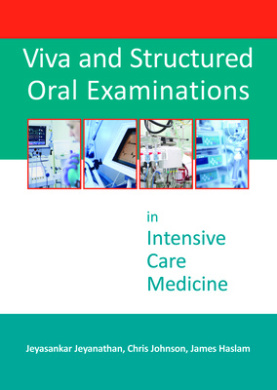 Viva and Structured
Oral Examinations
in
Intensive
Care
Medicine
Jeyasankar Jeyanathan, Chris Johnson, James Haslam